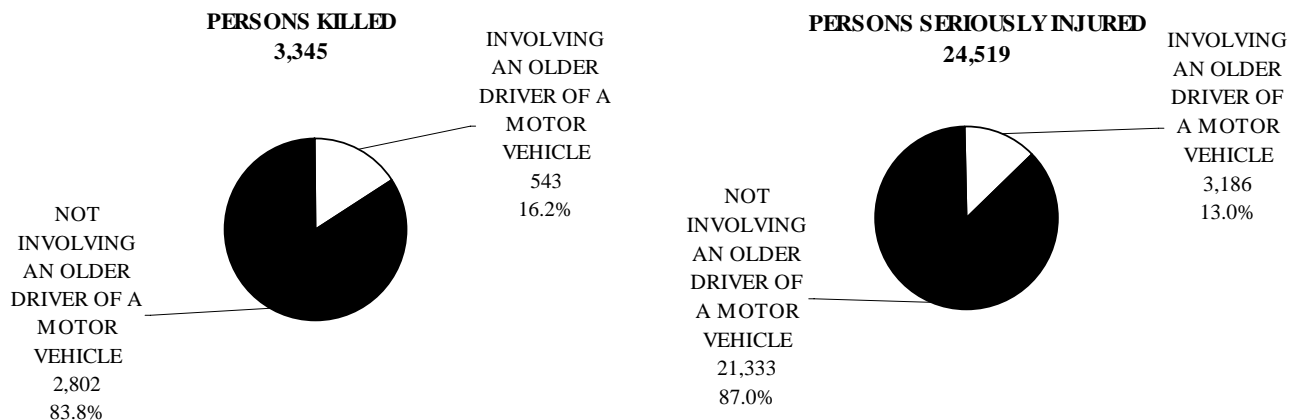 PERSONS KILLED
3,345
INVOLVING
AN OLDER
DRIVER OF A
MOTOR
VEHICLE
543
16.2%
NOT
INVOLVING
AN OLDER
DRIVER OF A
MOTOR
VEHICLE
2,802
83.8%
PERSONS SERIOUSLY INJURED
24,519
INVOLVING
AN OLDER
DRIVER OF
A MOTOR
VEHICLE
3,186
13.0%
NOT
INVOLVING
AN OLDER
DRIVER OF
A MOTOR
VEHICLE
21,333
87.0%